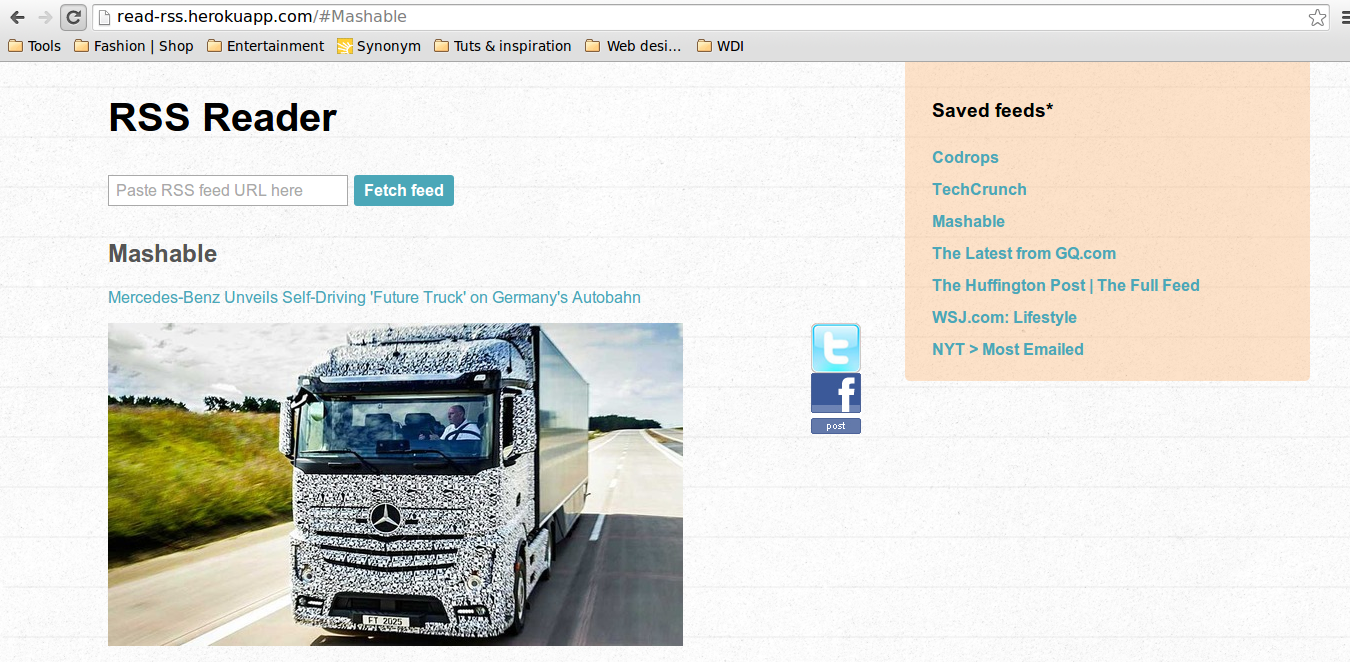 read-rss.herokuapp.com/#Mashable
Tools Fashion | Shop Entertainment Synonym Tuts & inspiration Web desi... WDI
RSS Reader
Paste RSS feed URL here Fetch feed
Mashable
Mercedes-Benz Unveils Self-Driving 'Future Truck' on Germany's Autobahn
FT 2025
t
f
post
Saved feeds*
Codrops
TechCrunch
Mashable
The Latest from GQ.com
The Huffington Post | The Full Feed
WSJ.com: Lifestyle
NYT > Most Emailed